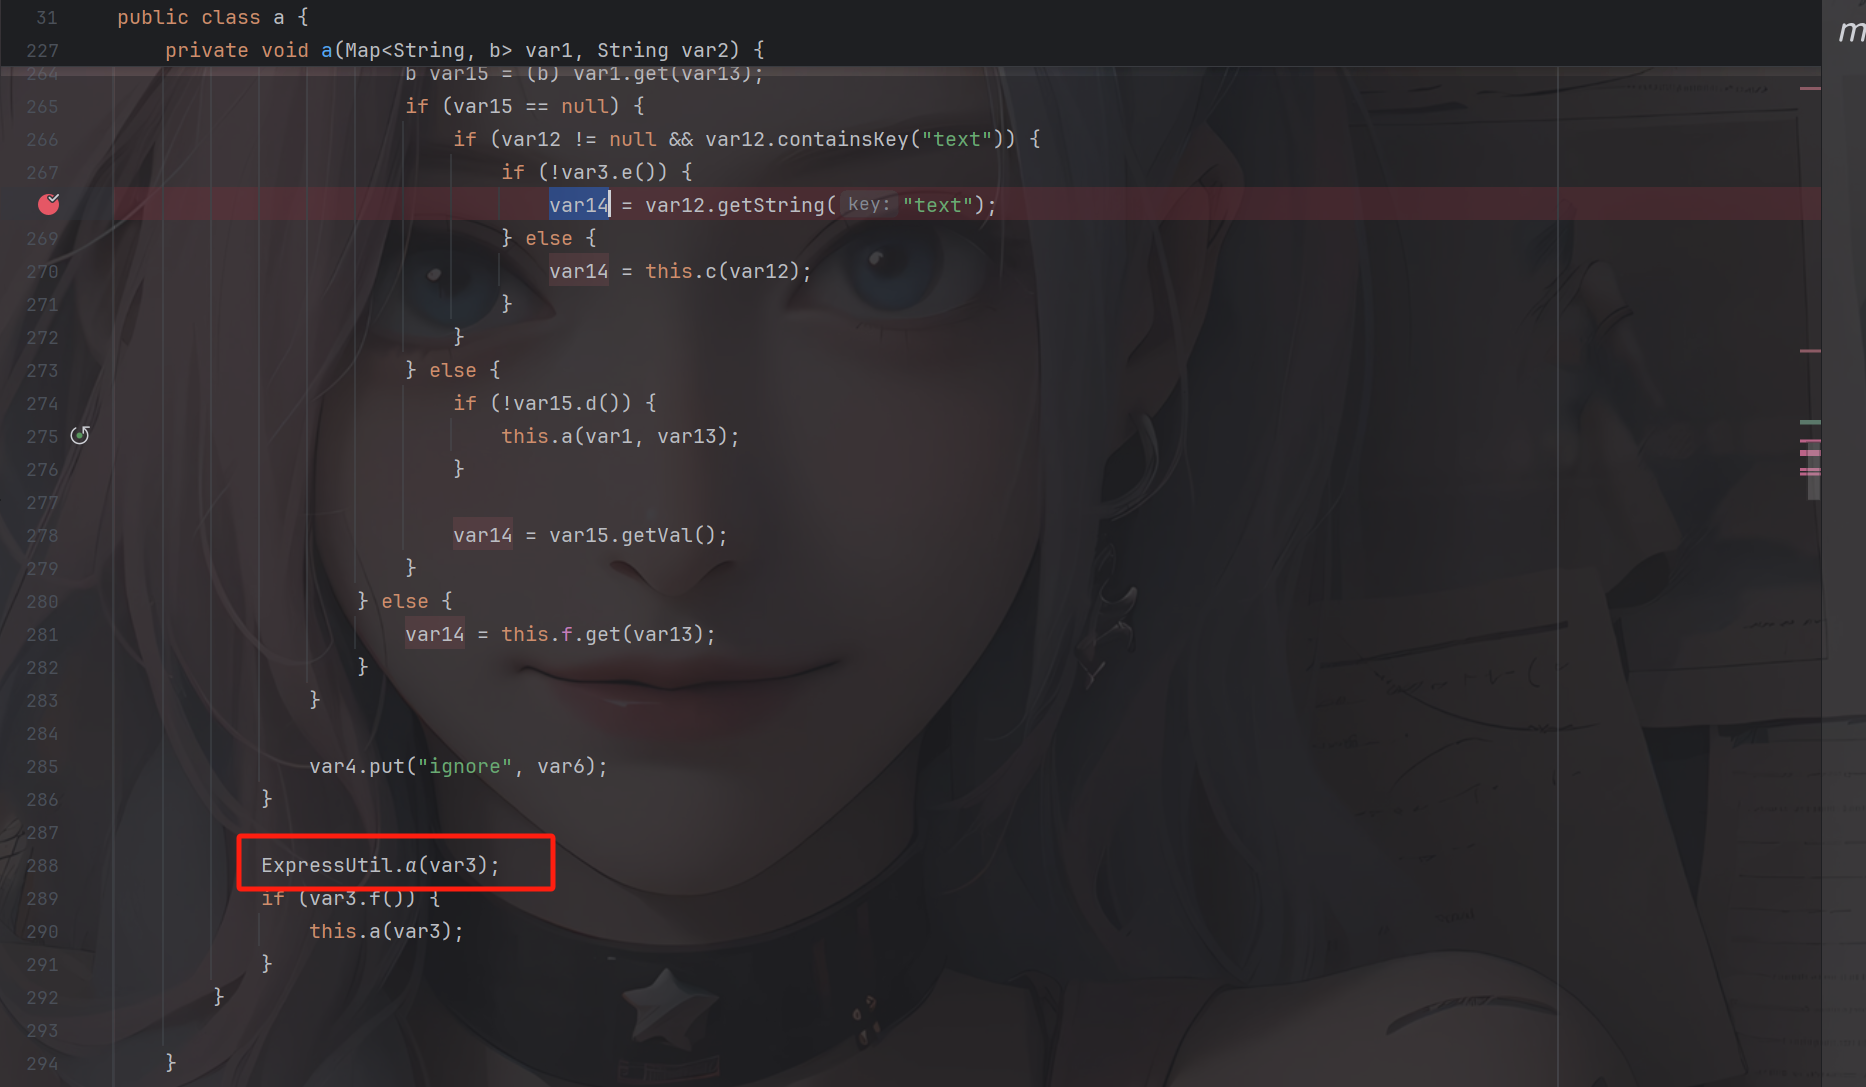 31 public class a {
227 private void a(Map<String, b> var1, String var2) {
264 b var15 = (b) var1.get(var13);
265 if (var15 == null) {
266 if (var12 != null && var12.containsKey("text")) {
267 if (!var3.e()) {
var14 = var12.getString( key: "text");
269 } else {
270 var14 = this.c(var12);
271 }
272 }
273 } else {
274 if (!var15.d()) {
275 this.a(var1, var13);
276 }
277
278 var14 = var15.getVal();
279 }
280 } else {
281 var14 = this.f.get(var13);
282 }
283 }
284
285 var4.put("ignore", var6);
286 }
287
288 ExpressUtil.a(var3);
289 if (var3.f()) {
290 this.a(var3);
291 }
292 }
293
294 }